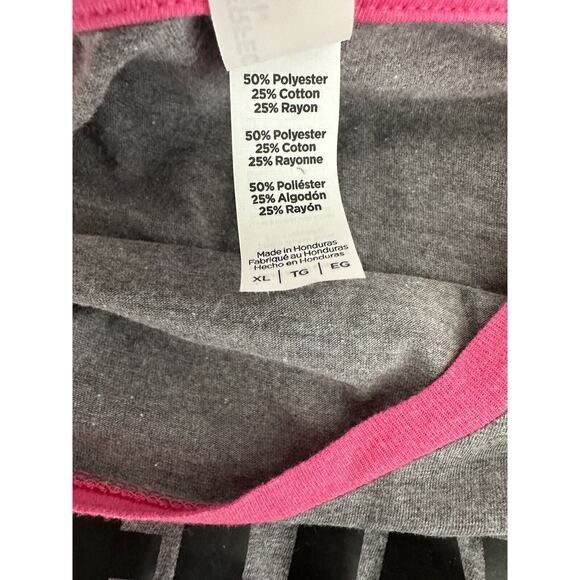 50% Polyester
25% Cotton
25% Rayon
50% Polyester
25% Coton
25% Rayonne
50% Poliéster
25% Algodón
25% Rayón
Made in Honduras
Fabriqué au Honduras
Hecho en Honduras
XL | TG | EG